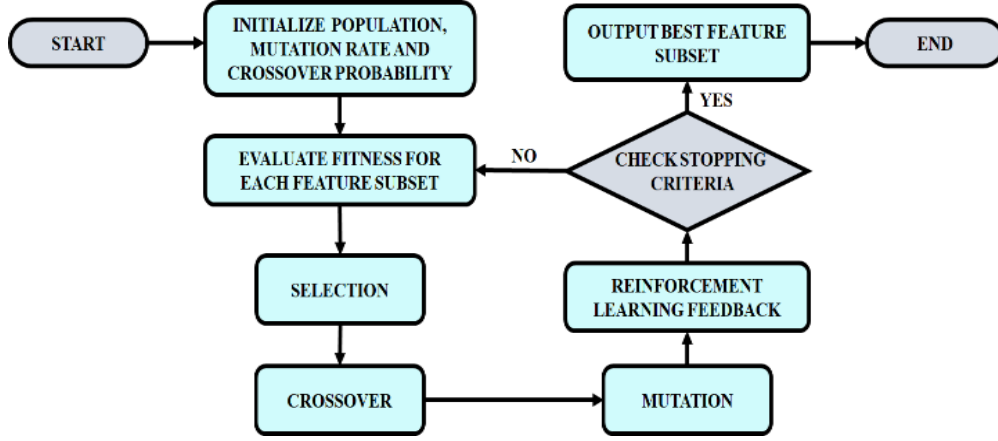 START
INITIALIZE POPULATION,
MUTATION RATE AND
CROSSOVER PROBABILITY
EVALUATE FITNESS FOR
EACH FEATURE SUBSET
SELECTION
CROSSOVER
MUTATION
REINFORCEMENT
LEARNING FEEDBACK
CHECK STOPPING
CRITERIA
NO
YES
OUTPUT BEST FEATURE
SUBSET
END